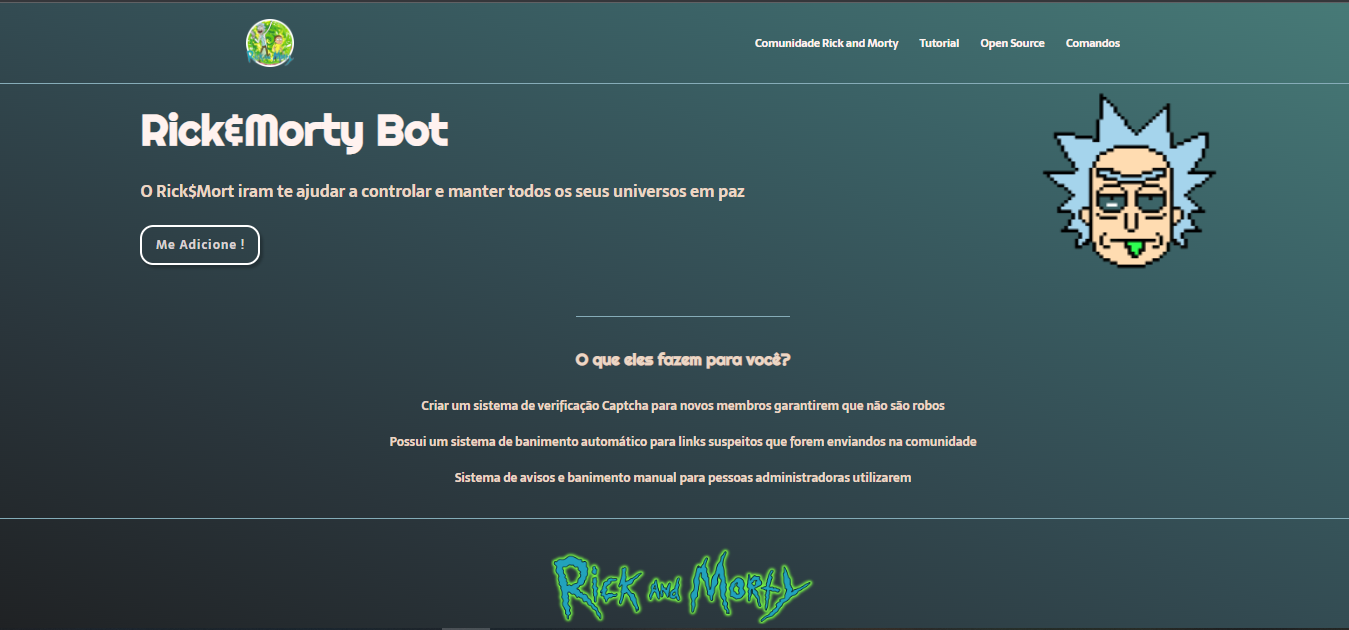 Comunidade Rick and Morty Tutorial Open Source Comandos
Rick&Morty Bot
O Rick$Mort iram te ajudar a controlar e manter todos os seus universos em paz
Me Adicione !
O que eles fazem para você?
Criar um sistema de verificação Captcha para novos membros garantirem que não são robos
Possui um sistema de banimento automático para links suspeitos que forem enviandos na comunidade
Sistema de avisos e banimento manual para pessoas administradoras utilizarem
Rick and Morty